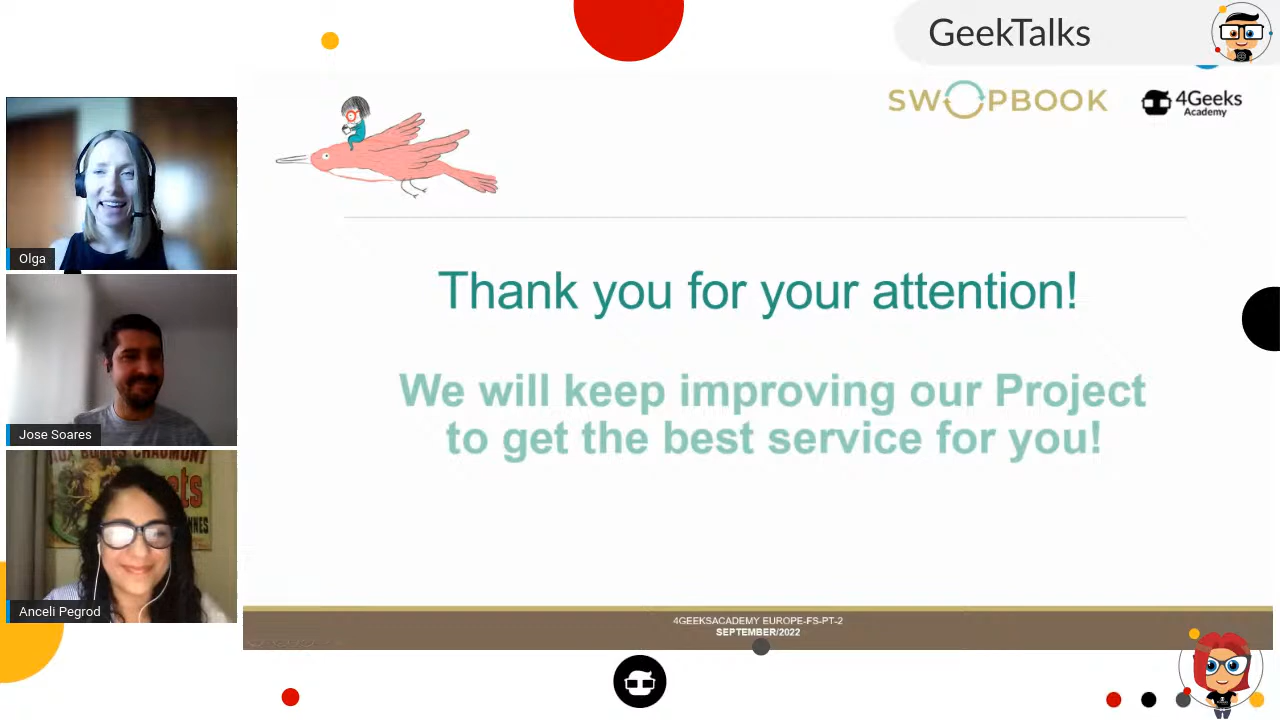 GeekTalks
SWOPBOOK
4Geeks
Academy
Olga
Thank you for your attention!
We will keep improving our Project
to get the best service for you!
Jose Soares
Anceli Pegrod
4GEEKSACADEMY EUROPE-FS-PT-2
SEPTEMBER/2022